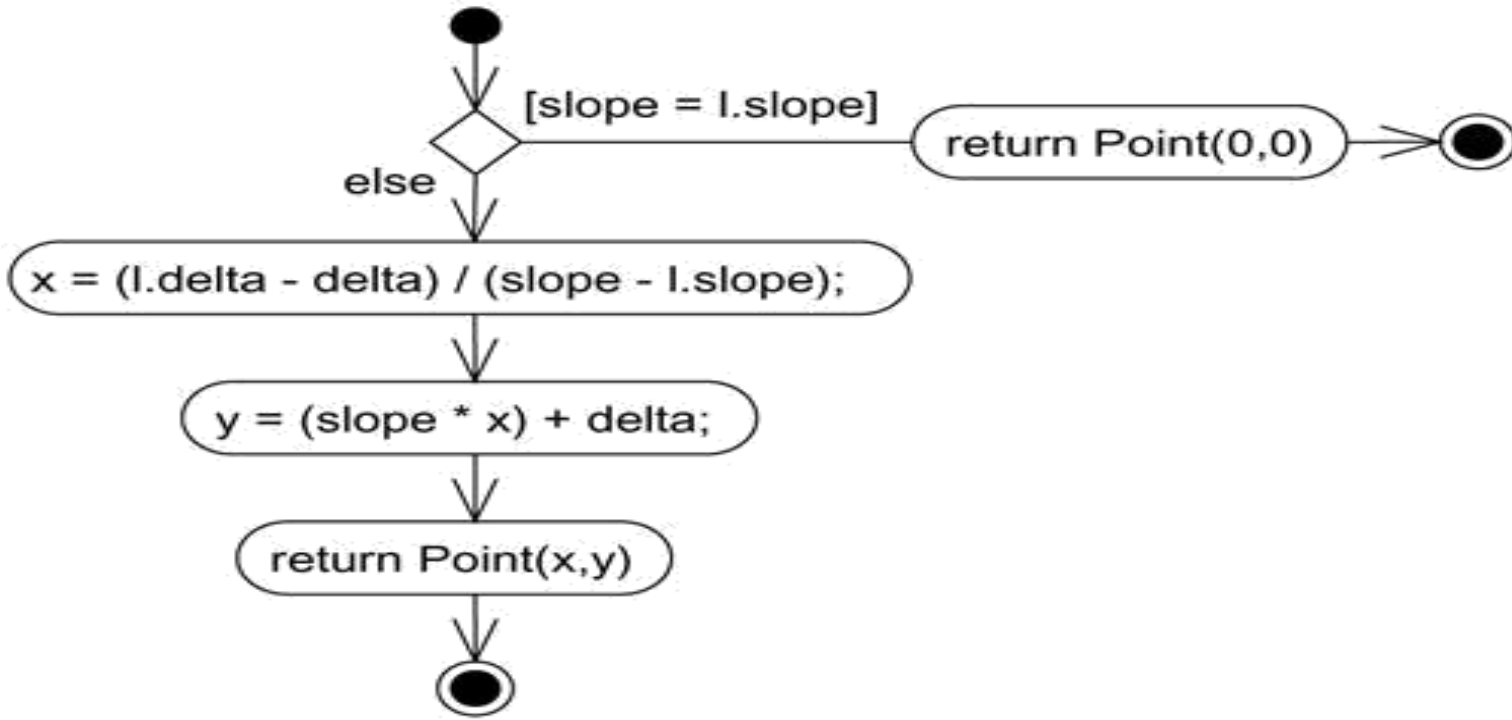 [slope = l.slope]
return Point(0,0)
else
x = (l.delta - delta) / (slope - l.slope);
y = (slope * x) + delta;
return Point(x,y)